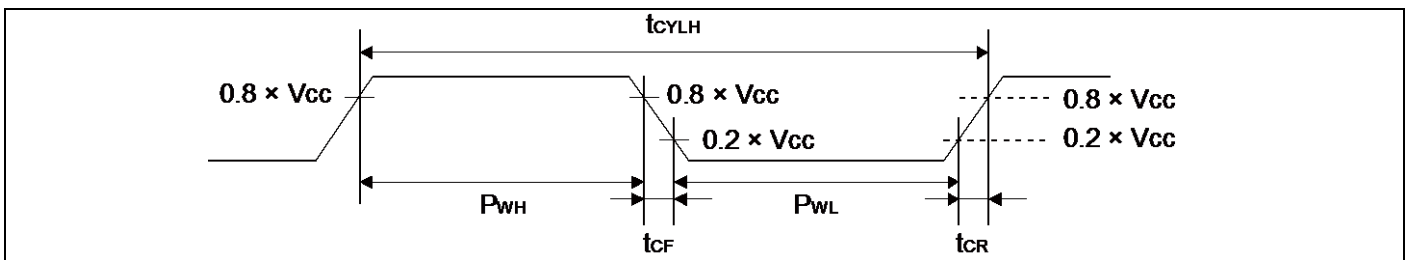 tCYLH
0.8 × VCC
0.8 × VCC
0.8 × VCC
0.2 × VCC
0.2 × VCC
PWH
PWL
tCF
tCR